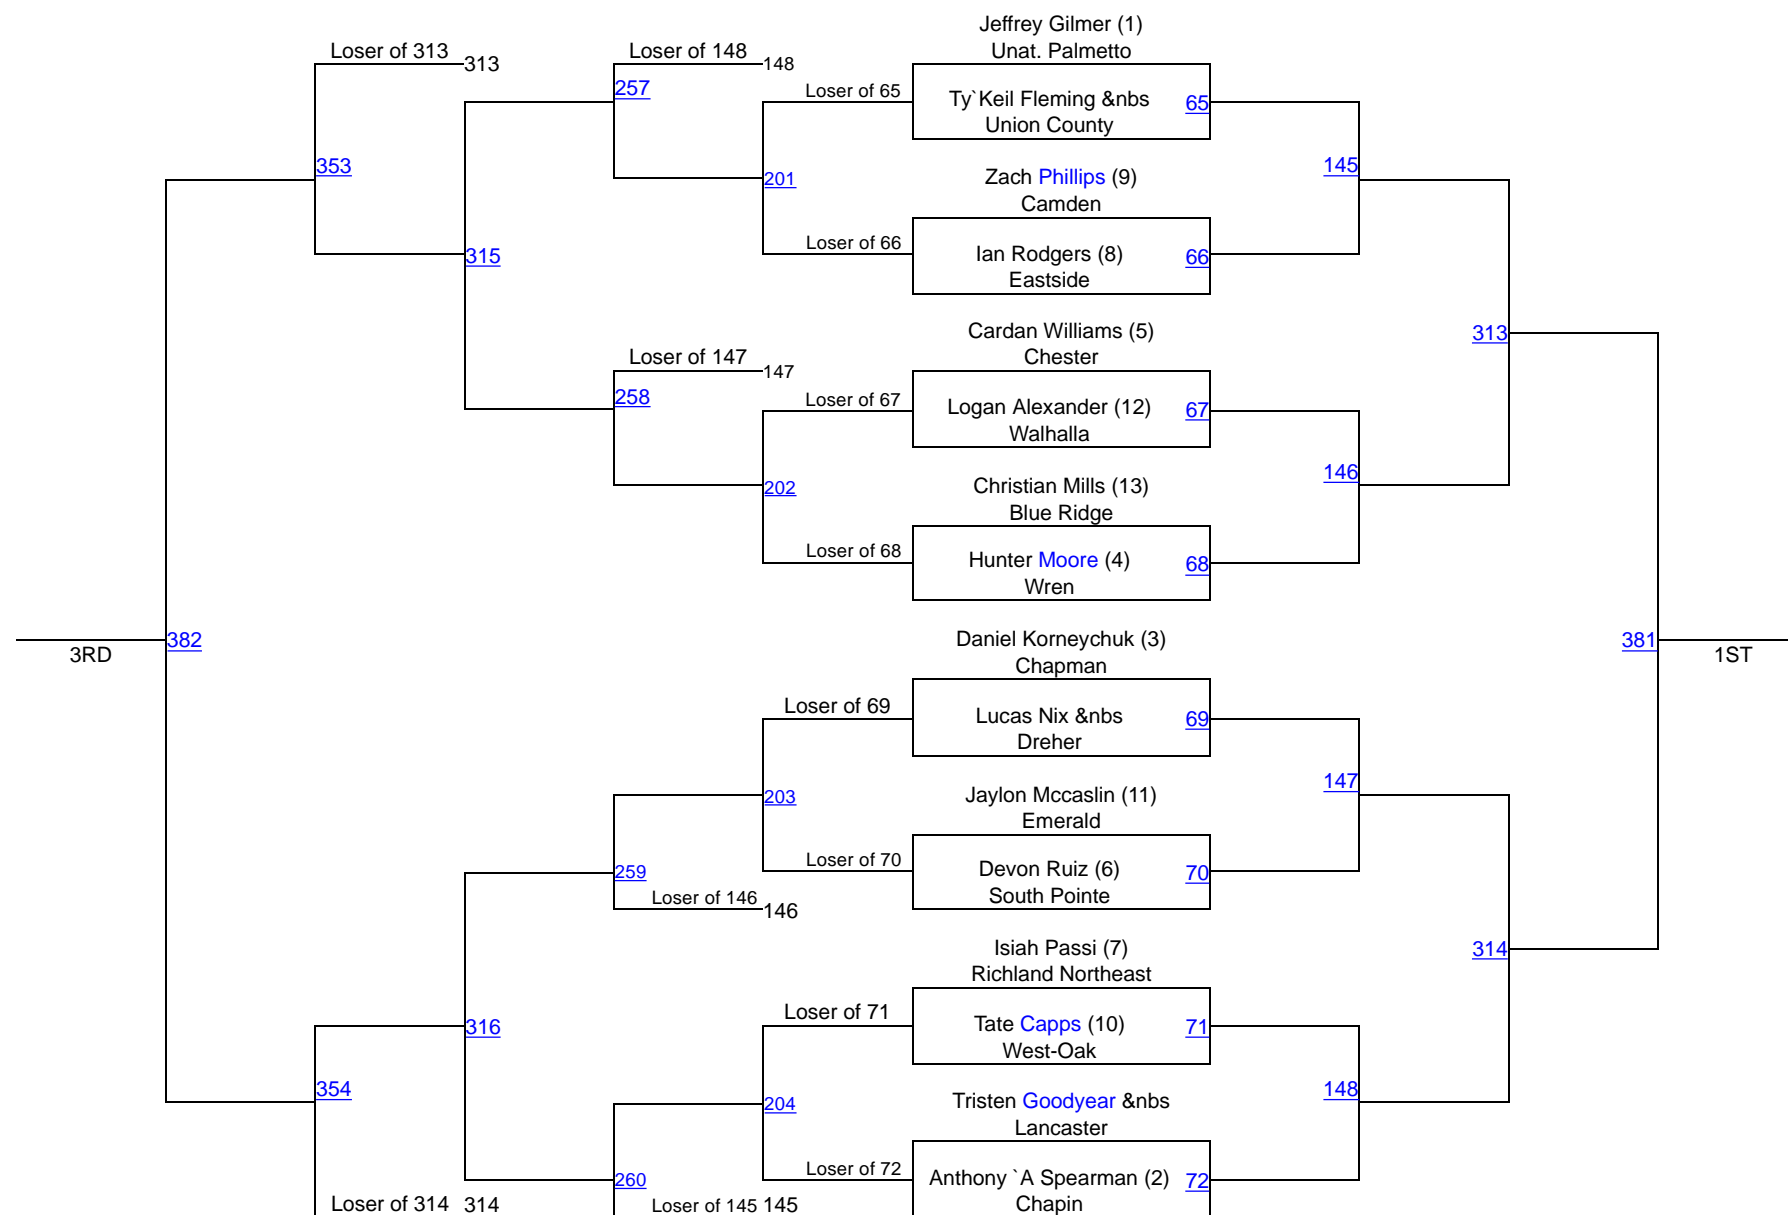 Jeffrey Gilmer (1)
Loser of 313
313
Loser of 148
148
Unat. Palmetto
257
Loser of 65
Ty`Keil Fleming &nbs
65
Union County
353
201
Zach Phillips (9)
145
Camden
315
Loser of 66
Ian Rodgers (8)
66
Eastside
Cardan Williams (5)
313
Loser of 147
147
Chester
258
Loser of 67
Logan Alexander (12)
67
Walhalla
202
Christian Mills (13)
146
Blue Ridge
Loser of 68
Hunter Moore (4)
68
Wren
382
Daniel Korneychuk (3)
381
3RD
Chapman
1ST
Loser of 69
Lucas Nix &nbs
69
Dreher
203
Jaylon Mccaslin (11)
147
Emerald
259
Loser of 70
Devon Ruiz (6)
70
Loser of 146
146
South Pointe
Isiah Passi (7)
314
Richland Northeast
316
Loser of 71
Tate Capps (10)
71
West-Oak
354
204
Tristen Goodyear &nbs
148
Lancaster
260
Loser of 72
Anthony `A Spearman (2)
72
Loser of 314
314
Loser of 145
145
Chapin